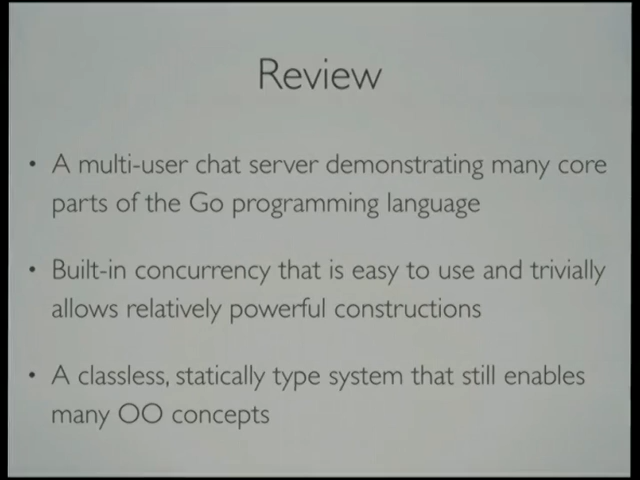 Review
• A multi-user chat server demonstrating many core
parts of the Go programming language
• Built-in concurrency that is easy to use and trivially
allows relatively powerful constructions
• A classless, statically type system that still enables
many OO concepts